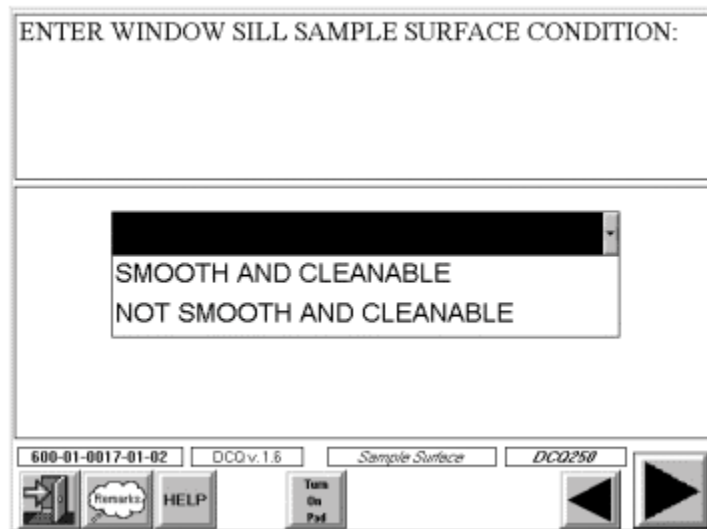 ENTER WINDOW SILL SAMPLE SURFACE CONDITION:
SMOOTH AND CLEANABLE
NOT SMOOTH AND CLEANABLE
600-01-0017-01-02 DCQ v. 1.6 Sample Surface DCQ250
Remarks HELP Turn
On
Pad